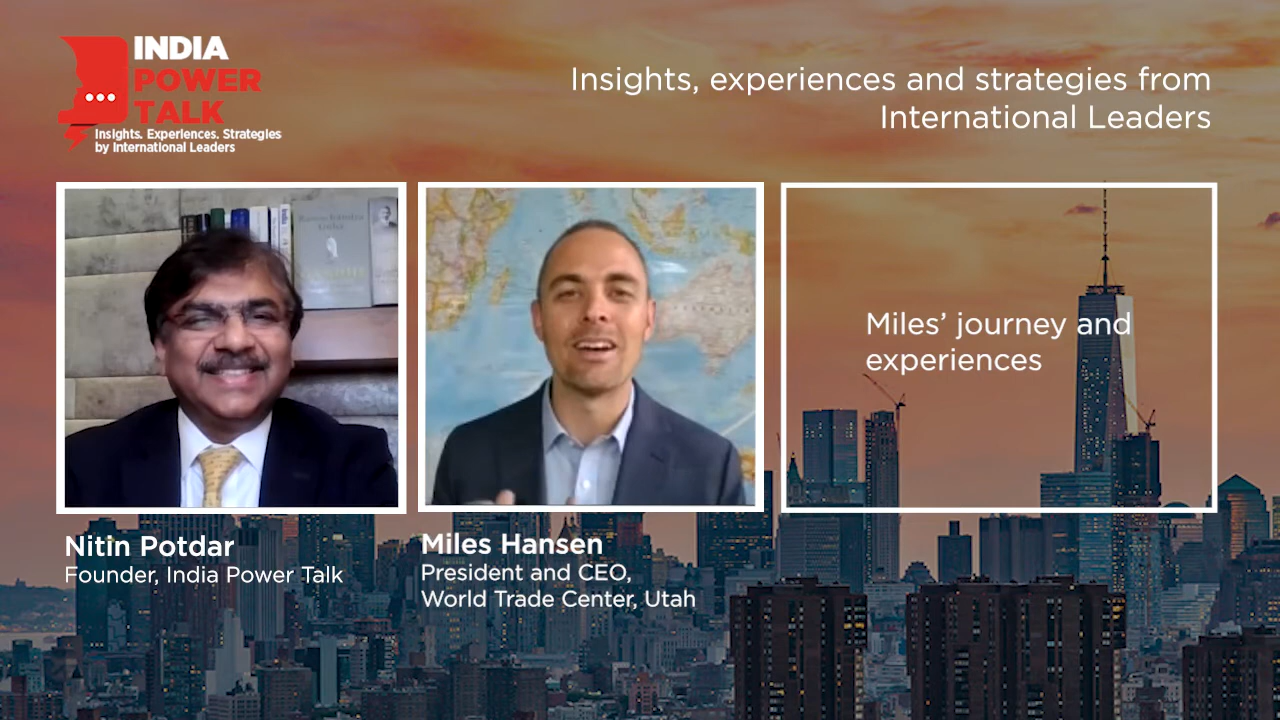 INDIA
POWER
TALK
Insights. Experiences. Strategies
by International Leaders
Insights, experiences and strategies from
International Leaders
Miles' journey and
experiences
Nitin Potdar
Founder, India Power Talk
Miles Hansen
President and CEO,
World Trade Center, Utah